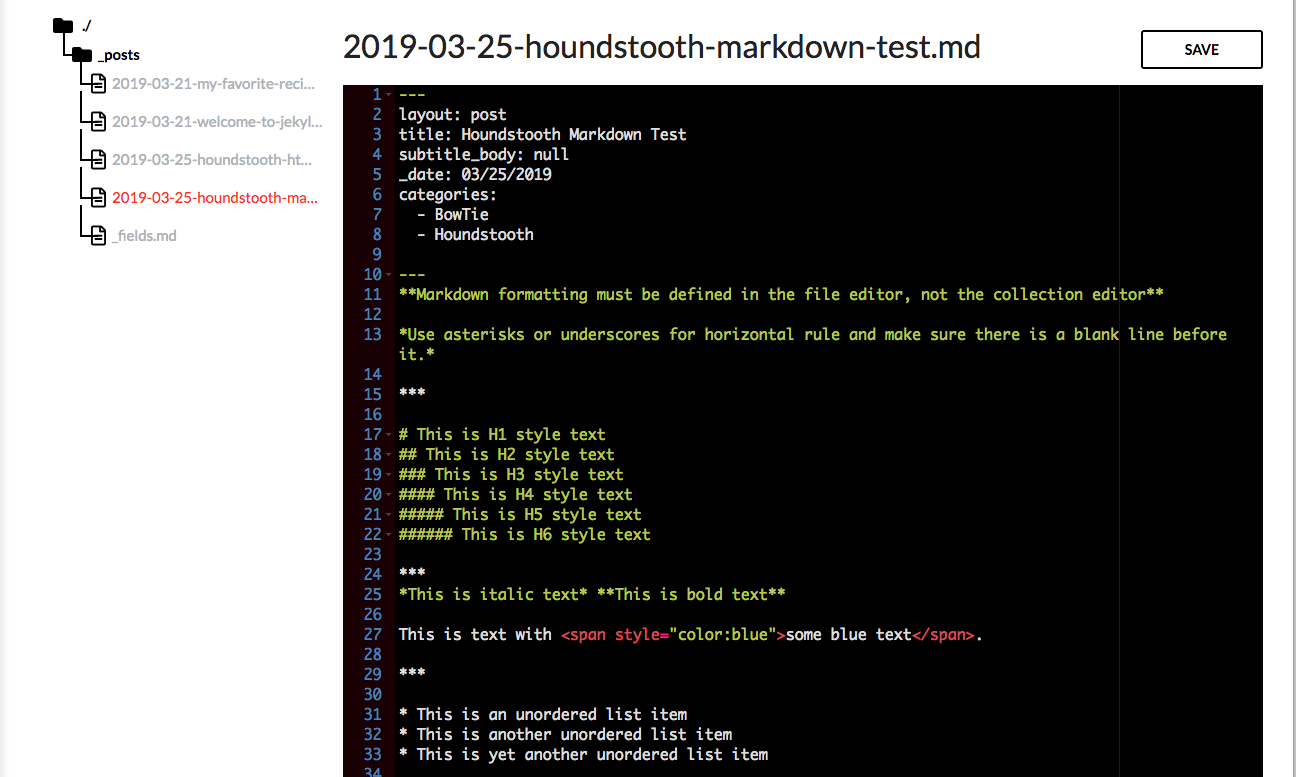 ./
_posts
2019-03-21-my-favorite-reci...
2019-03-21-welcome-to-jekyl...
2019-03-25-houndstooth-ht...
2019-03-25-houndstooth-ma...
_fields.md
2019-03-25-houndstooth-markdown-test.md
SAVE
1 ---
2 layout: post
3 title: Houndstooth Markdown Test
4 subtitle_body: null
5 _date: 03/25/2019
6 categories:
7   - BowTie
8   - Houndstooth
9
10 ---
11 **Markdown formatting must be defined in the file editor, not the collection editor**
12
13 *Use asterisks or underscores for horizontal rule and make sure there is a blank line before
it.*
14
15 ***
16
17 # This is H1 style text
18 ## This is H2 style text
19 ### This is H3 style text
20 #### This is H4 style text
21 ##### This is H5 style text
22 ###### This is H6 style text
23
24 ***
25 *This is italic text* **This is bold text**
26
27 This is text with <span style="color:blue">some blue text</span>.
28
29 ***
30
31 * This is an unordered list item
32 * This is another unordered list item
33 * This is yet another unordered list item
34